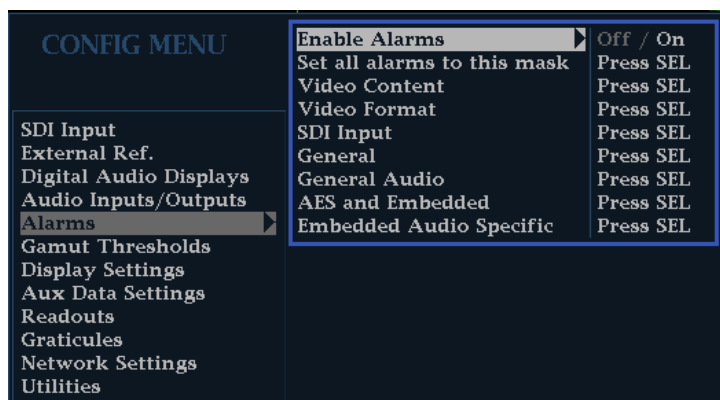 CONFIG MENU
SDI Input
External Ref.
Digital Audio Displays
Audio Inputs/Outputs
Alarms
Gamut Thresholds
Display Settings
Aux Data Settings
Readouts
Graticules
Network Settings
Utilities
Enable Alarms Off / On
Set all alarms to this mask Press SEL
Video Content Press SEL
Video Format Press SEL
SDI Input Press SEL
General Press SEL
General Audio Press SEL
AES and Embedded Press SEL
Embedded Audio Specific Press SEL